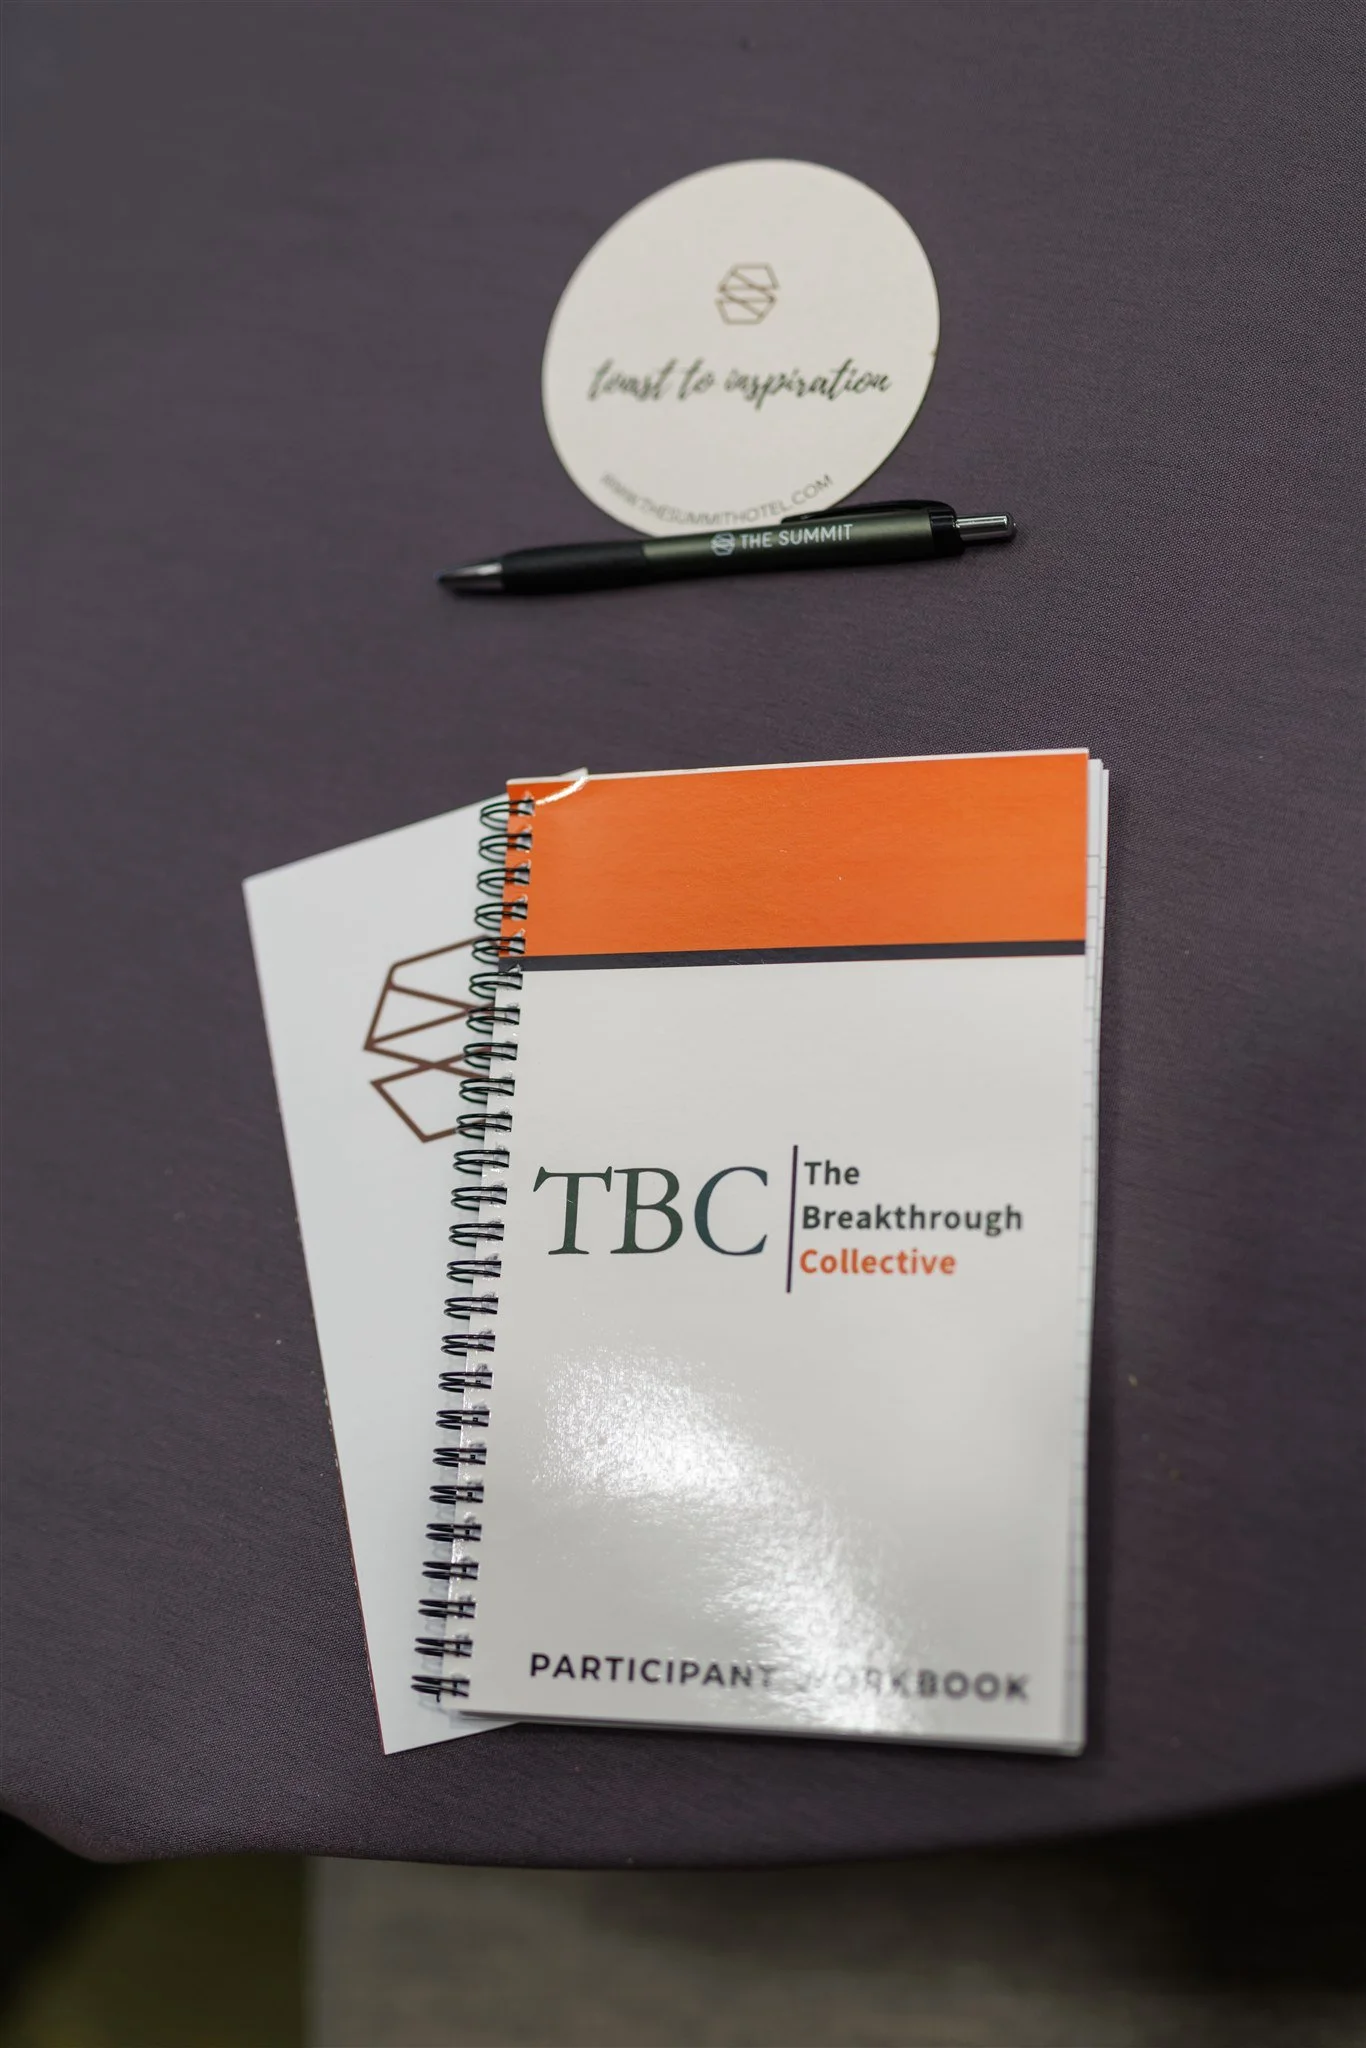 toast to inspiration
WWW.THESUMMITHOTEL.COM
THE SUMMIT
TBC
The
Breakthrough
Collective
PARTICIPANT WORKBOOK